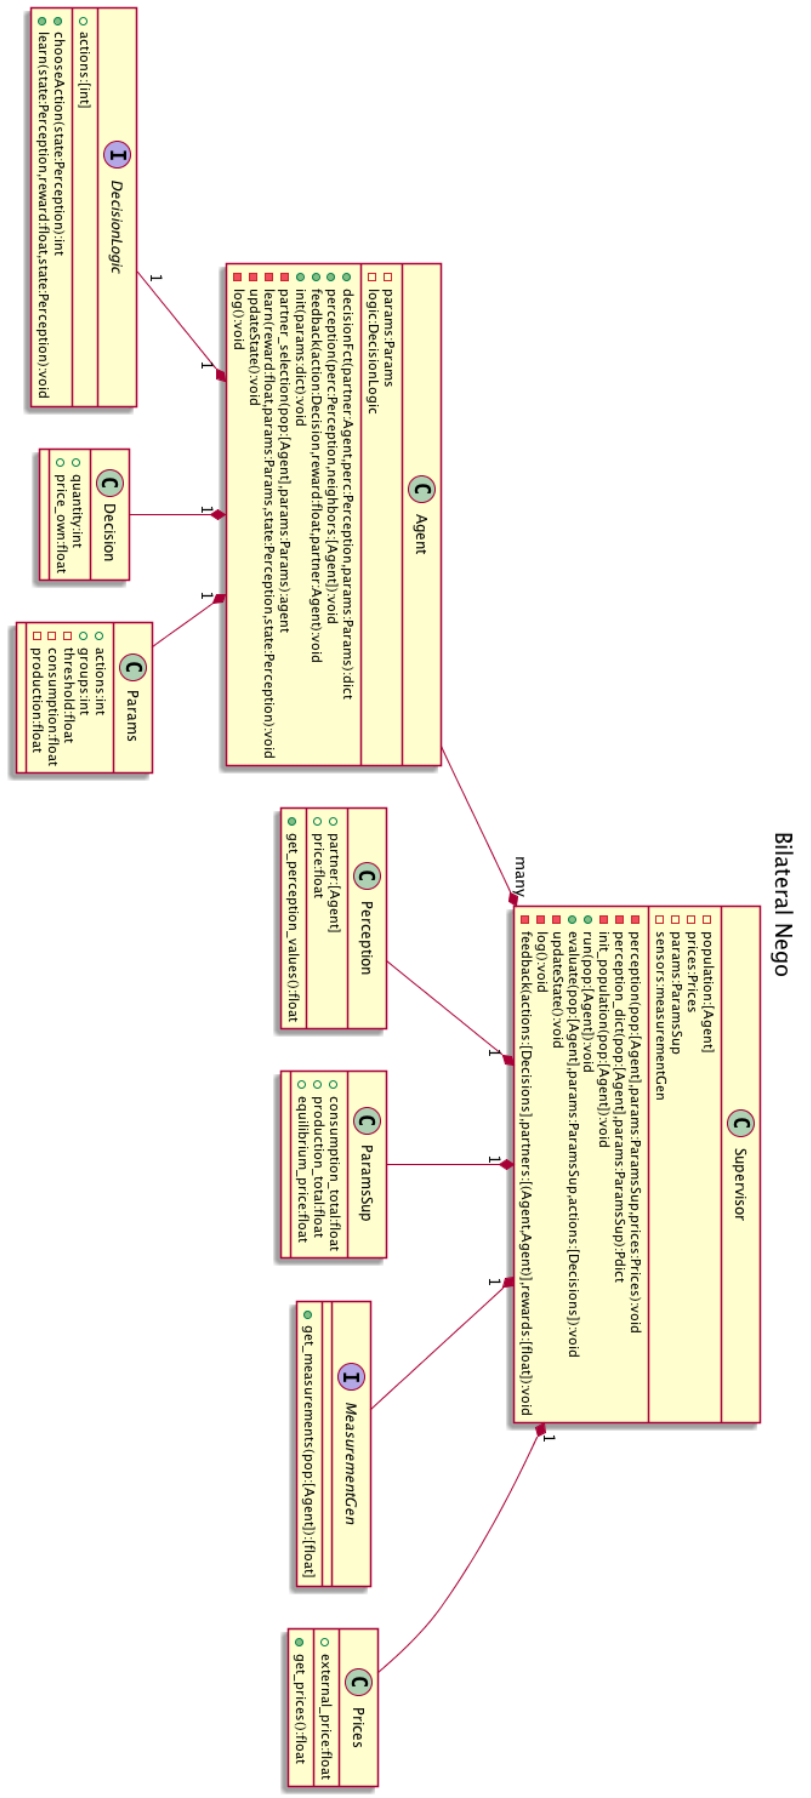 Bilateral Nego
C Supervisor
population:[Agent]
prices:Prices
params:ParamsSup
sensors:measurementGen
perception(pop:[Agent],params:ParamsSup,prices:Prices):void
perception_dict(pop:[Agent],params:ParamsSup):Pdict
init_population(pop:[Agent]):void
run(pop:[Agent]):void
evaluate(pop:[Agent],params:ParamsSup,actions:[Decisions]):void
updateState():void
log():void
feedback(actions:[Decisions],partners:[(Agent,Agent)],rewards:[float]):void
many
1
1
1
1
C Agent
params:Params
logic:DecisionLogic
decisionFct(partner:Agent,perc:Perception,params:Params):dict
perception(perc:Perception,neighbors:[Agent]):void
feedback(action:Decision,reward:float,partner:Agent):void
init(params:dict):void
partner_selection(pop:[Agent],params:Params):agent
learn(reward:float,params:Params,state:Perception,state:Perception):void
updateState():void
log():void
C Perception
partner:[Agent]
price:float
get_perception_values():float
C ParamsSup
consumption_total:float
production_total:float
equilibrium_price:float
I MeasurementGen
get_measurements(pop:[Agent]):[float]
C Prices
external_price:float
get_prices():float
1
1
1
1
I DecisionLogic
actions:[int]
chooseAction(state:Perception):int
learn(state:Perception,reward:float,state:Perception):void
C Decision
quantity:int
price_own:float
C Params
actions:int
groups:int
threshold:float
consumption:float
production:float